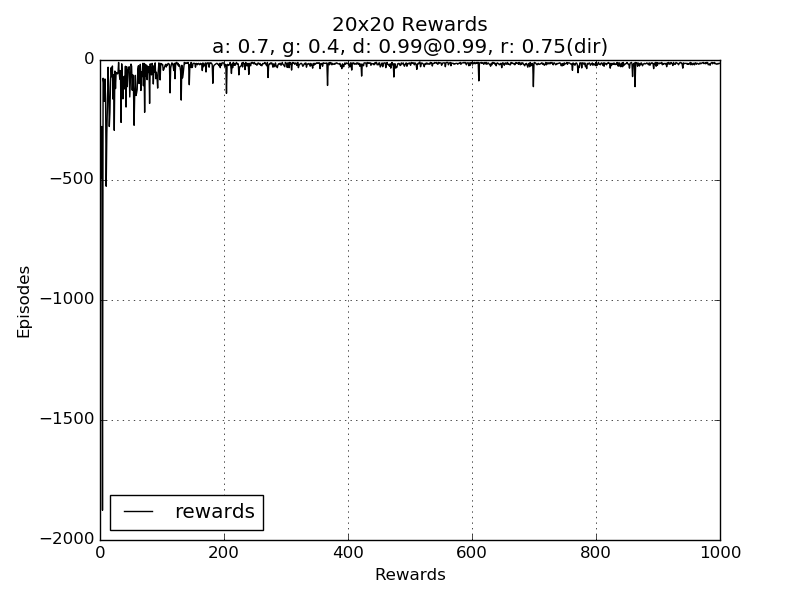 20x20 Rewards
a: 0.7, g: 0.4, d: 0.99@0.99, r: 0.75(dir)
0
−500
−1000
−1500
−2000
Episodes
rewards
0 200 400 600 800 1000
Rewards